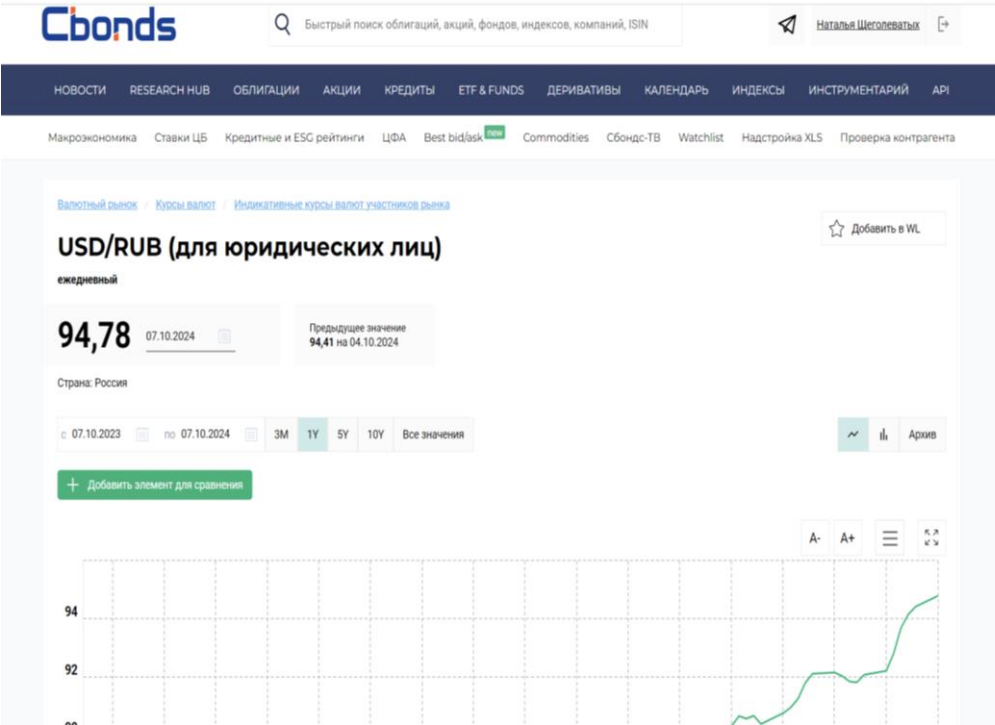 Cbonds
Быстрый поиск облигаций, акций, фондов, индексов, компаний, ISIN
Наталья Щеголеватых
НОВОСТИ RESEARCH HUB ОБЛИГАЦИИ АКЦИИ КРЕДИТЫ ETF & FUNDS ДЕРИВАТИВЫ КАЛЕНДАРЬ ИНДЕКСЫ ИНСТРУМЕНТАРИЙ API
Макроэкономика Ставки ЦБ Кредитные и ESG рейтинги ЦФА Best bid/ask new Commodities Сбондс-ТВ Watchlist Надстройка XLS Проверка контрагента
Валютный рынок / Курсы валют / Индикативные курсы валют участников рынка
Добавить в WL
USD/RUB (для юридических лиц)
ежедневный
94,78 07.10.2024
Предыдущее значение
94,41 на 04.10.2024
Страна: Россия
с 07.10.2023 по 07.10.2024 3M 1Y 5Y 10Y Все значения Архив
+ Добавить элемент для сравнения
A- A+
94
92